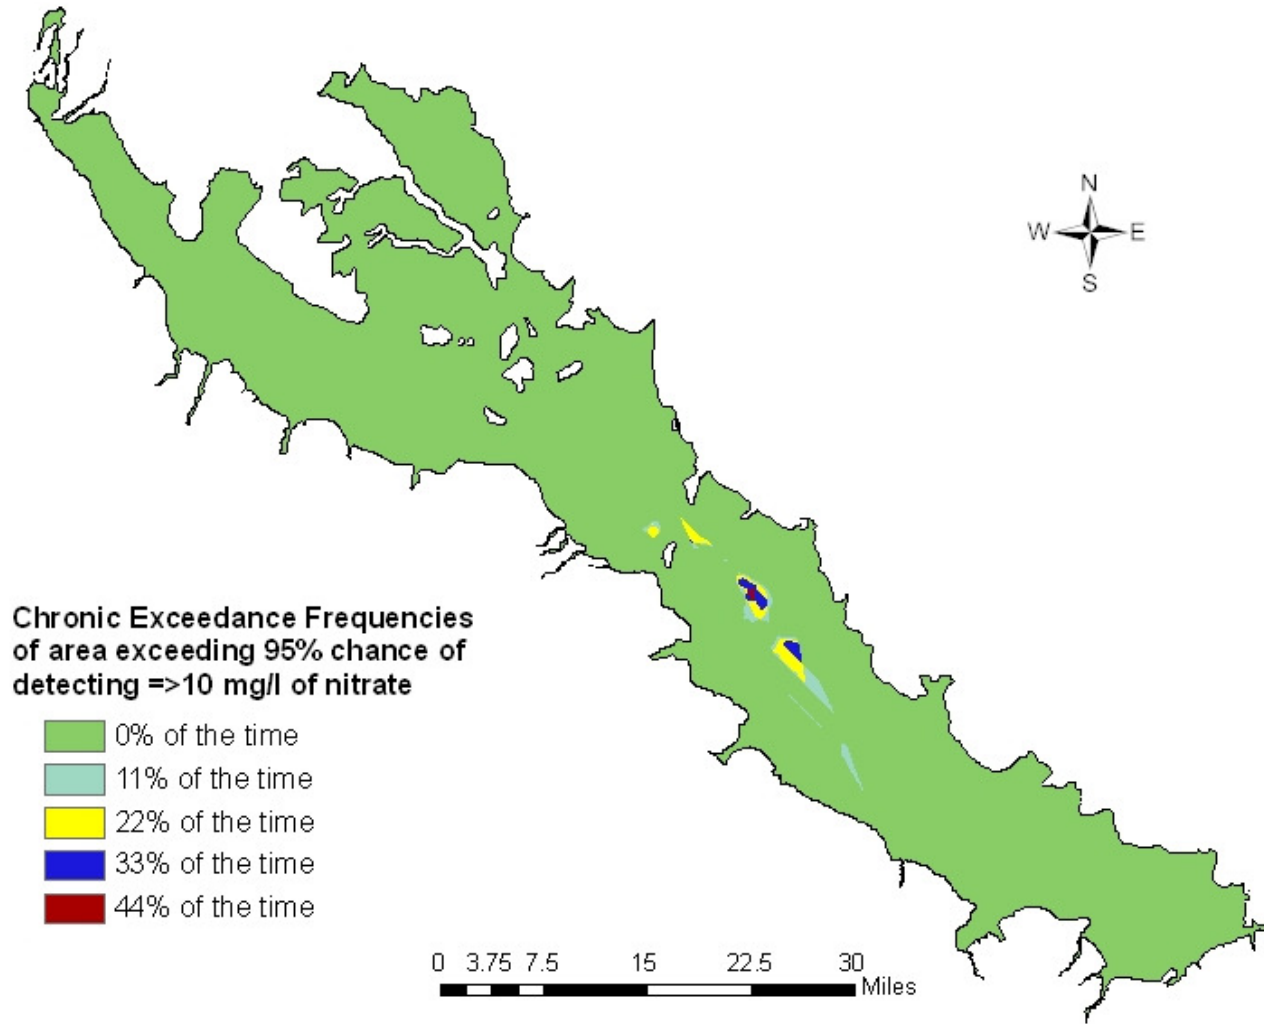 N
W E
S
Chronic Exceedance Frequencies
of area exceeding 95% chance of
detecting =>10 mg/l of nitrate
0% of the time
11% of the time
22% of the time
33% of the time
44% of the time
0 3.75 7.5 15 22.5 30
Miles